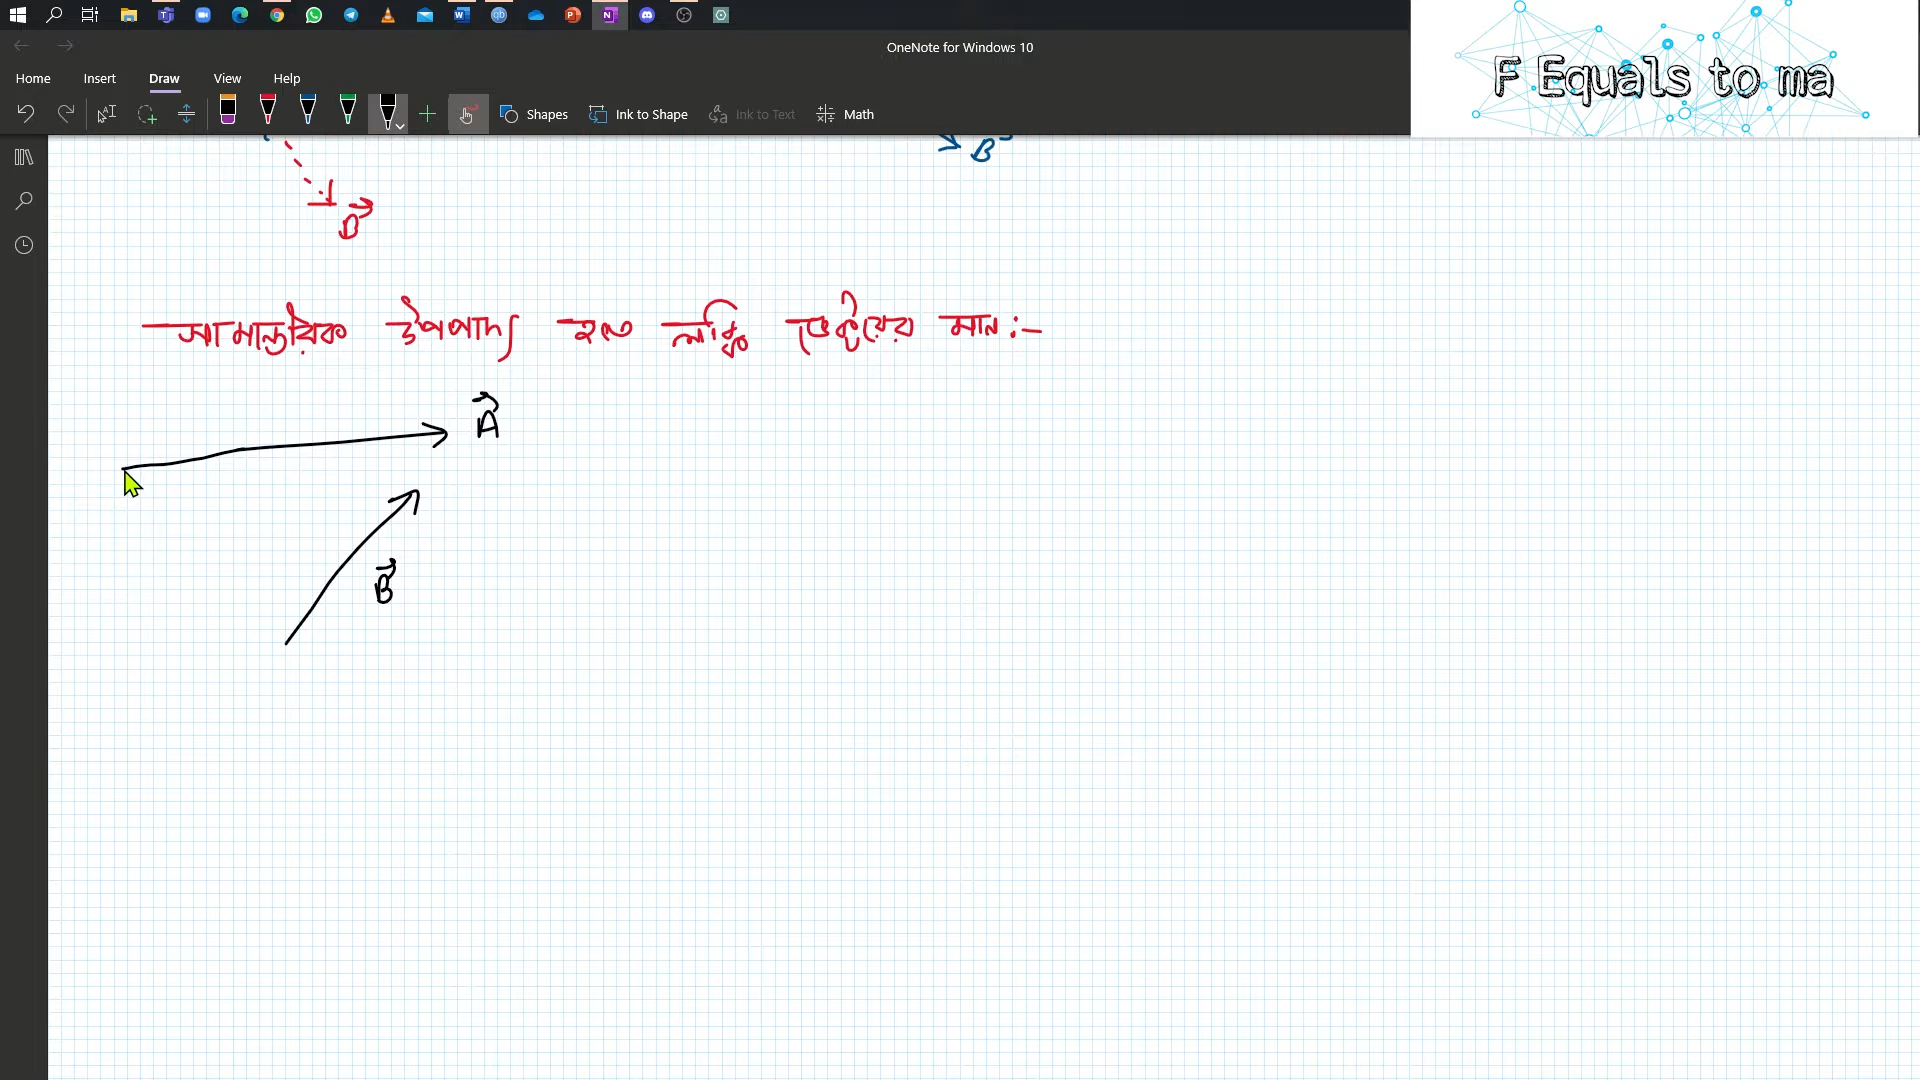 OneNote for Windows 10
F Equals to ma
Home Insert Draw View Help
Shapes Ink to Shape Ink to Text Math
B
D
সামান্তরিক উপপাদ্য হতে লব্ধি ভেক্টরের মান :-
A
B